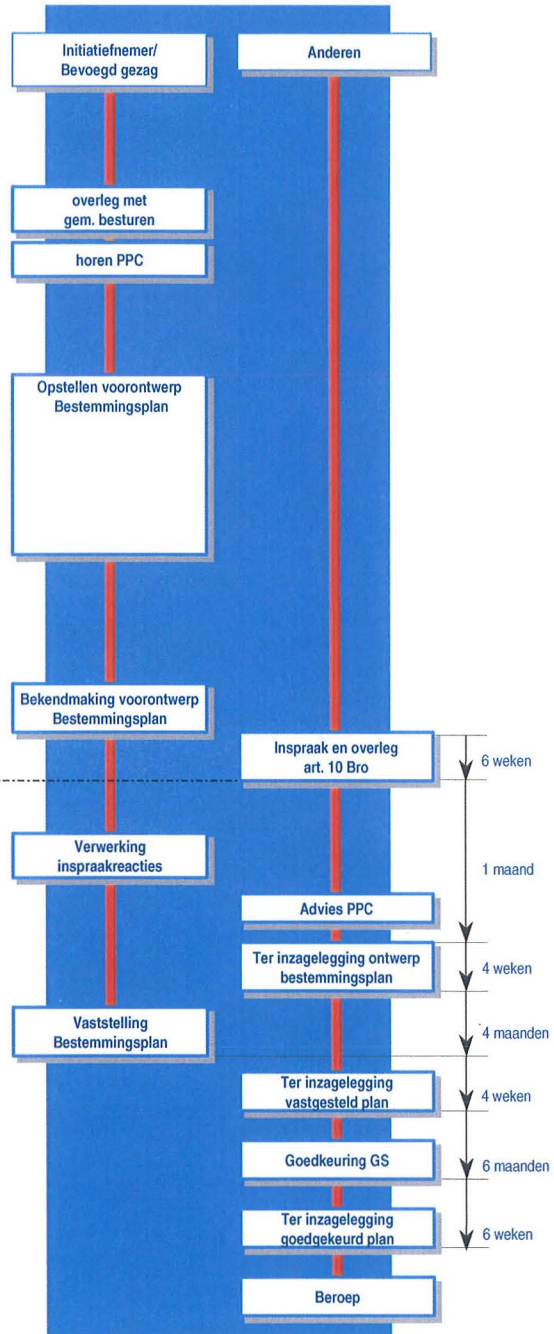 Initiatiefnemer/
Bevoegd gezag
Anderen
overleg met
gem. besturen
horen PPC
Opstellen voorontwerp
Bestemmingsplan
Bekendmaking voorontwerp
Bestemmingsplan
Inspraak en overleg
art. 10 Bro
6 weken
Verwerking
inspraakreacties
1 maand
Advies PPC
Ter inzagelegging ontwerp
bestemmingsplan
4 weken
Vaststelling
Bestemmingsplan
4 maanden
Ter inzagelegging
vastgesteld plan
4 weken
Goedkeuring GS
6 maanden
Ter inzagelegging
goedgekeurd plan
6 weken
Beroep